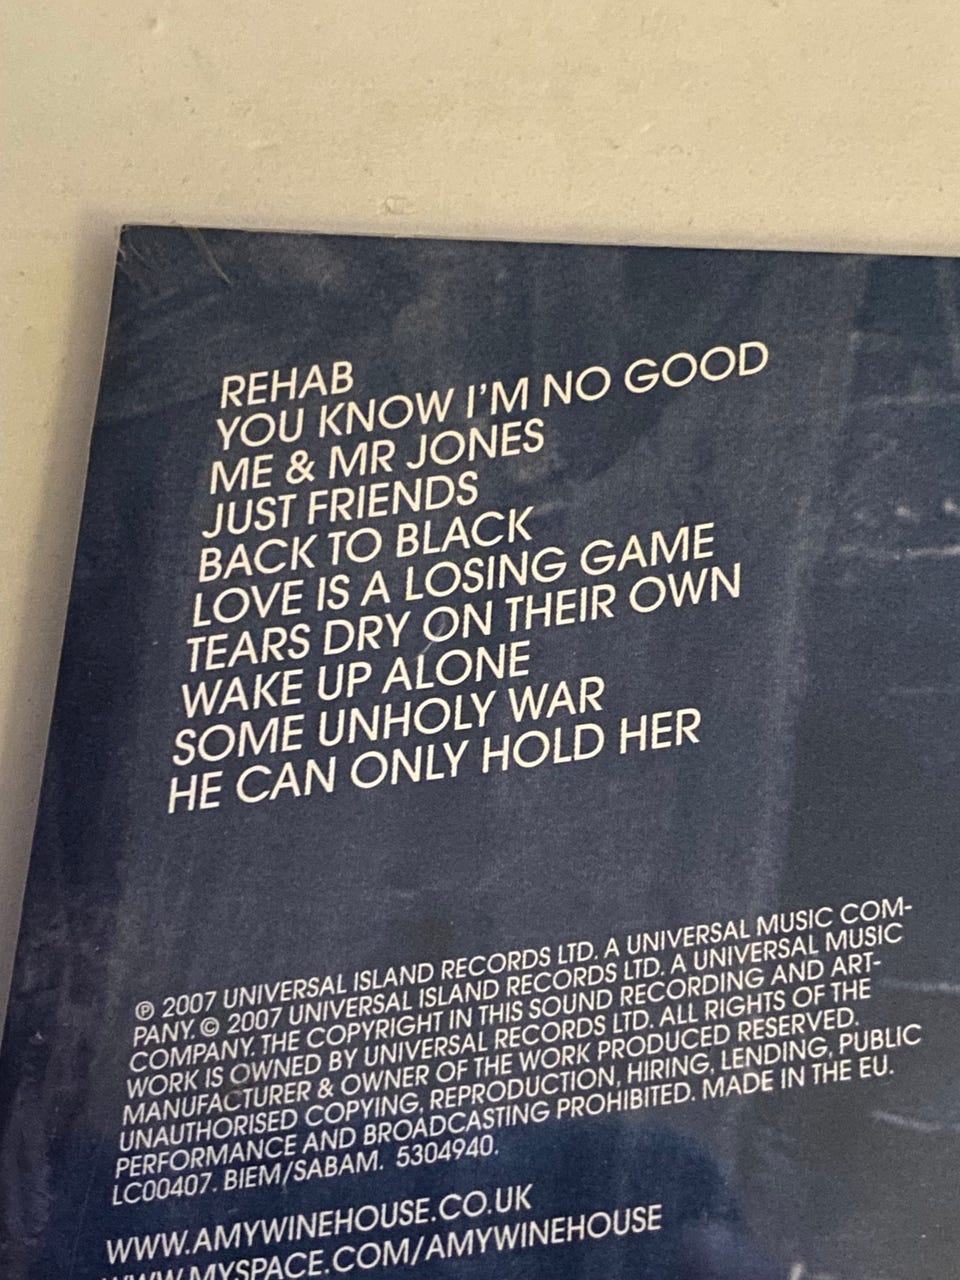 REHAB
YOU KNOW I'M NO GOOD
ME & MR JONES
JUST FRIENDS
BACK TO BLACK
LOVE IS A LOSING GAME
TEARS DRY ON THEIR OWN
WAKE UP ALONE
SOME UNHOLY WAR
HE CAN ONLY HOLD HER
℗ 2007 UNIVERSAL ISLAND RECORDS LTD. A UNIVERSAL MUSIC COM-
PANY. © 2007 UNIVERSAL ISLAND RECORDS LTD. A UNIVERSAL MUSIC
COMPANY. THE COPYRIGHT IN THIS SOUND RECORDING AND ART-
WORK IS OWNED BY UNIVERSAL RECORDS LTD. ALL RIGHTS OF THE
MANUFACTURER & OWNER OF THE WORK PRODUCED RESERVED.
UNAUTHORISED COPYING, REPRODUCTION, HIRING, LENDING, PUBLIC
PERFORMANCE AND BROADCASTING PROHIBITED. MADE IN THE EU.
LC00407. BIEM/SABAM. 5304940.
WWW.AMYWINEHOUSE.CO.UK
WWW.MYSPACE.COM/AMYWINEHOUSE